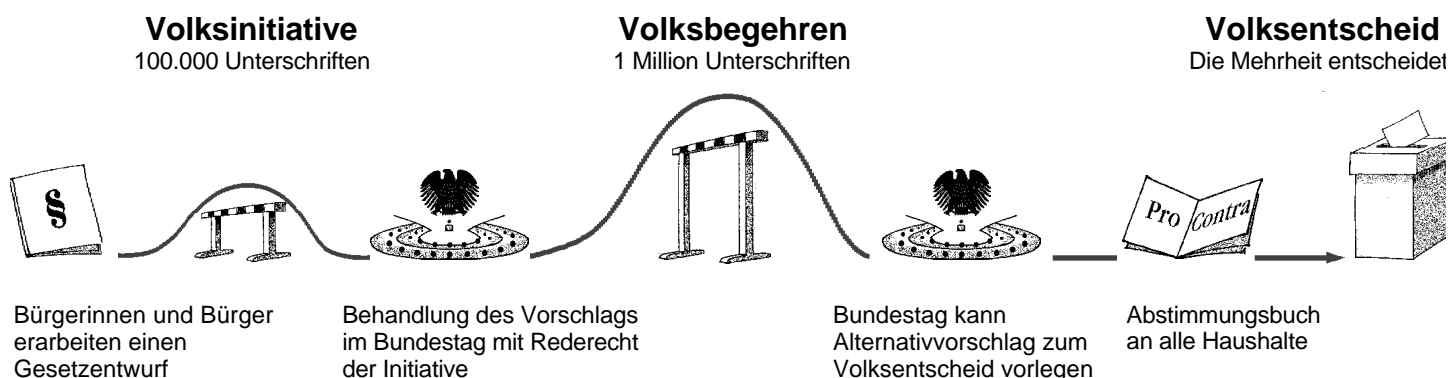 Volksinitiative
100.000 Unterschriften
Volksbegehren
1 Million Unterschriften
Volksentscheid
Die Mehrheit entscheidet
§
Pro Contra
Bürgerinnen und Bürger
erarbeiten einen
Gesetzentwurf
Behandlung des Vorschlags
im Bundestag mit Rederecht
der Initiative
Bundestag kann
Alternativvorschlag zum
Volksentscheid vorlegen
Abstimmungsbuch
an alle Haushalte